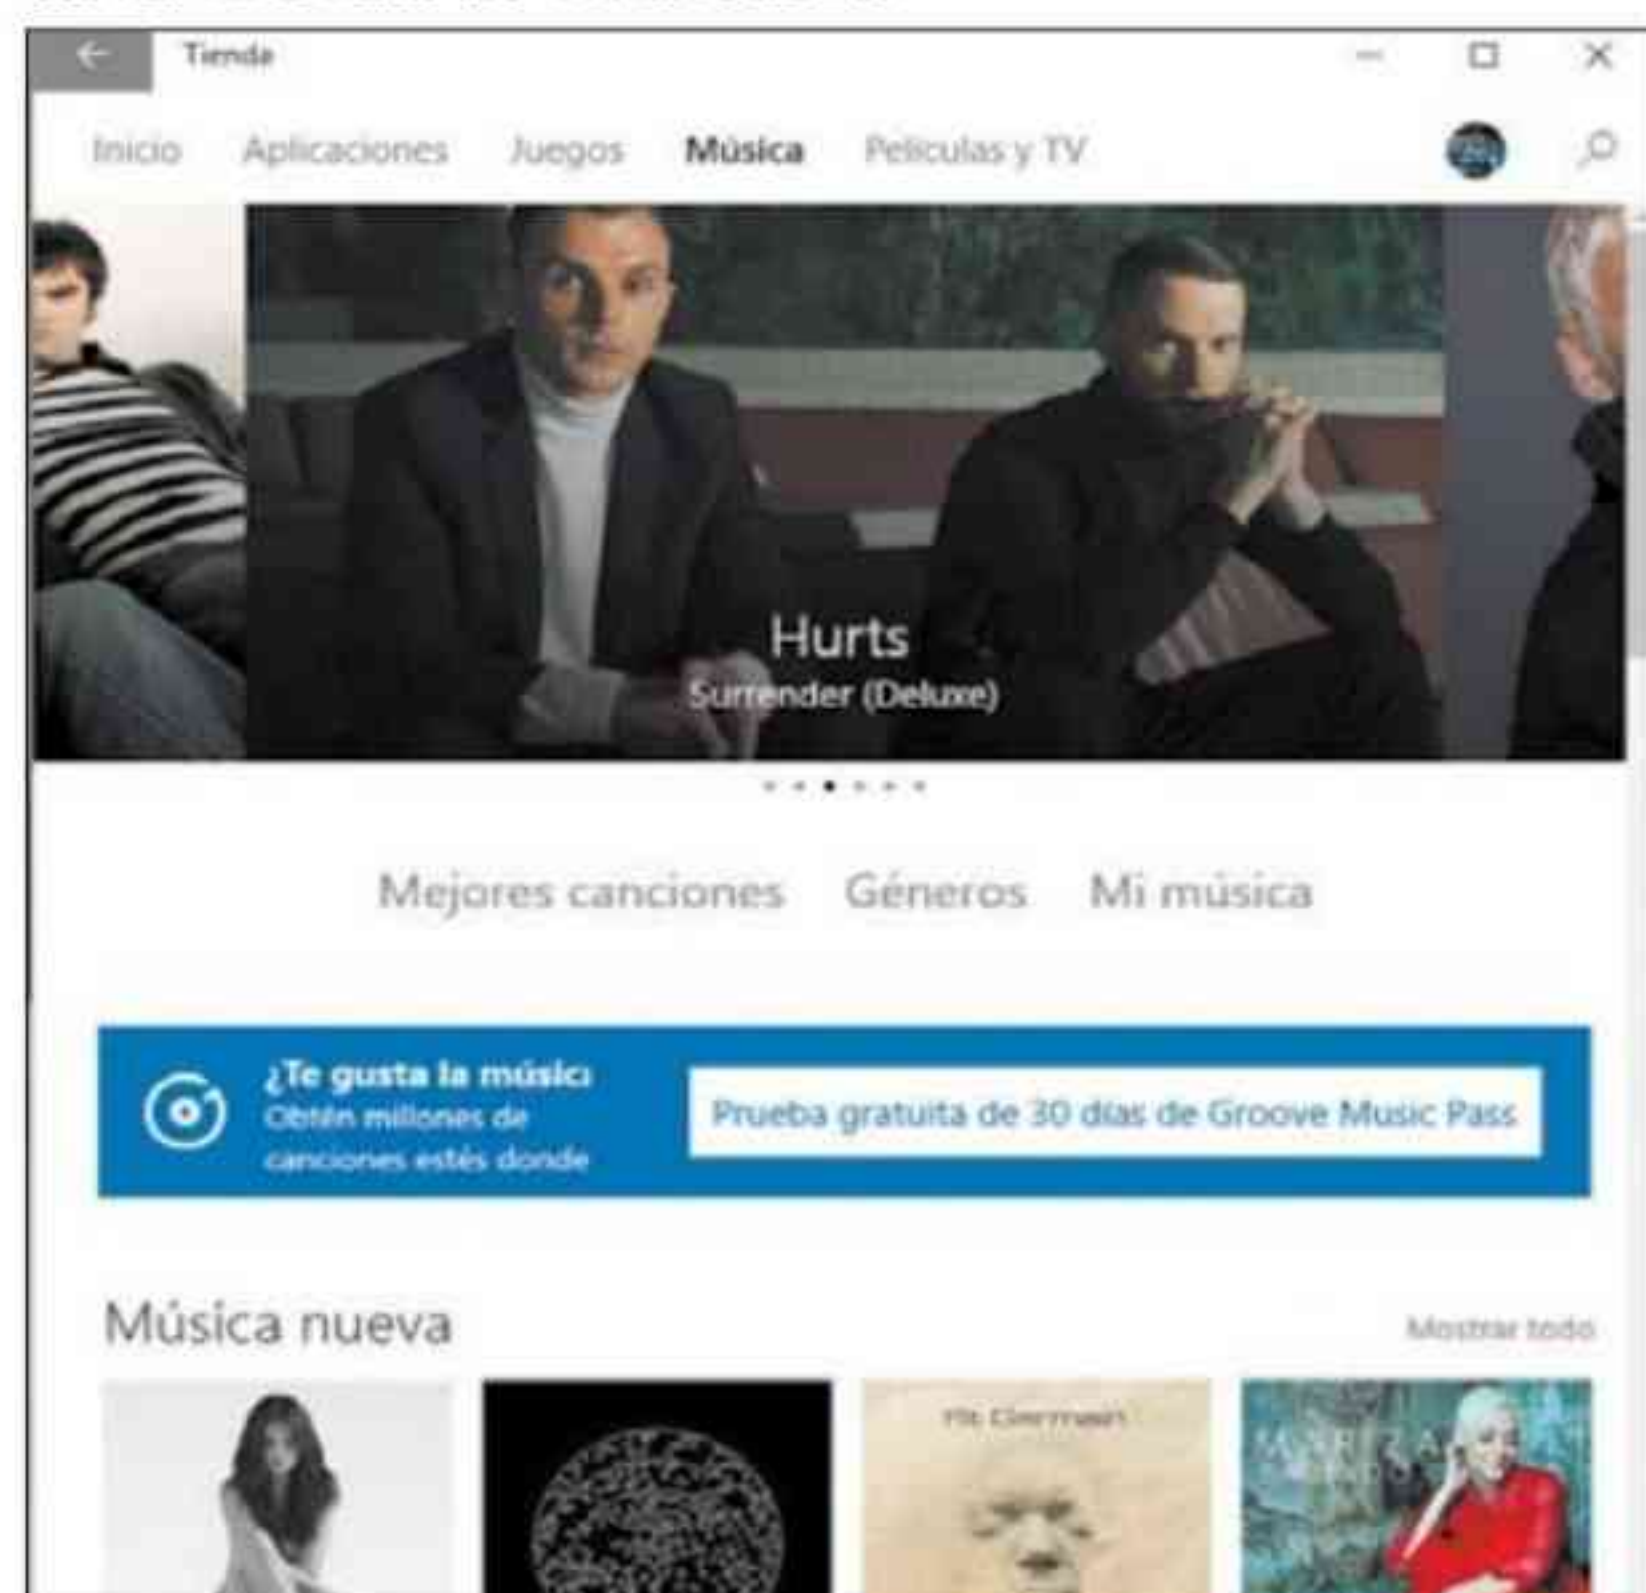 Tienda
Inicio Aplicaciones Juegos Música Películas y TV
Hurts
Surrender (Deluxe)
Mejores canciones Géneros Mi música
¿Te gusta la músic
Obtén millones de
canciones estés donde
Prueba gratuita de 30 días de Groove Music Pass
Música nueva
Mostrar todo